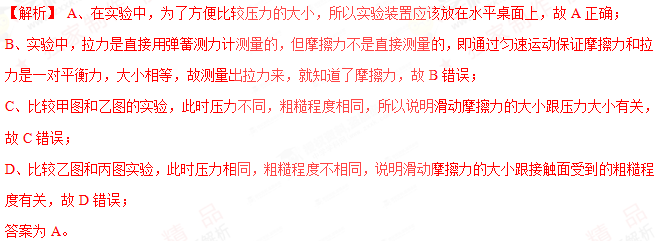 【解析】 A、在实验中，为了方便比较压力的大小，所以实验装置应该放在水平桌面上，故 A 正确；
B、实验中，拉力是直接用弹簧测力计测量的，但摩擦力不是直接测量的，即通过匀速运动保证摩擦力和拉
力是一对平衡力，大小相等，故测量出拉力来，就知道了摩擦力，故 B 错误；
C、比较甲图和乙图的实验，此时压力不同，粗糙程度相同，所以说明滑动摩擦力的大小跟压力大小有关，
故 C 错误；
D、比较乙图和丙图实验，此时压力相同，粗糙程度不相同，说明滑动摩擦力的大小跟接触面受到的粗糙程
度有关，故 D 错误；
答案为 A。